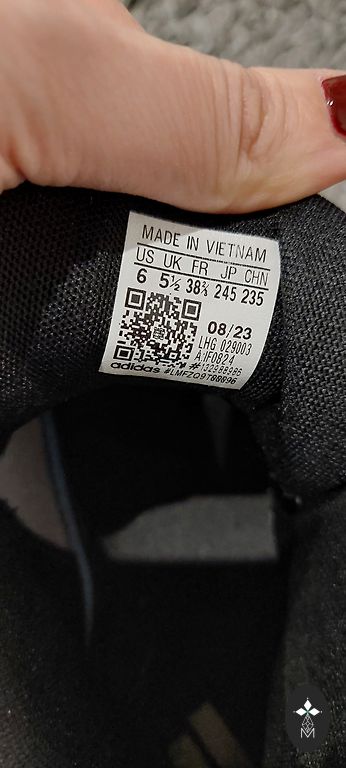 MADE IN VIETNAM
US UK FR JP CHN
6 5½ 38⅔ 245 235
08/23
LHG 029003
A:IF0824
adidas
M